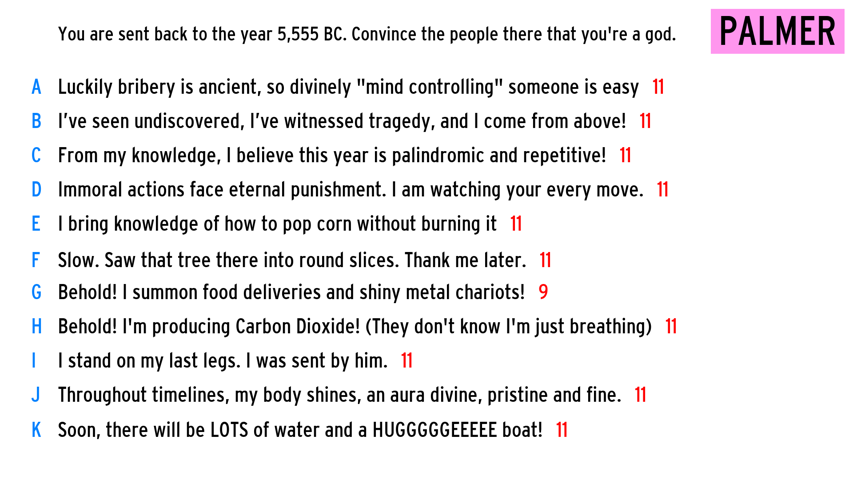 You are sent back to the year 5,555 BC. Convince the people there that you're a god.
PALMER
A Luckily bribery is ancient, so divinely "mind controlling" someone is easy 11
B I've seen undiscovered, I've witnessed tragedy, and I come from above! 11
C From my knowledge, I believe this year is palindromic and repetitive! 11
D Immoral actions face eternal punishment. I am watching your every move. 11
E I bring knowledge of how to pop corn without burning it 11
F Slow. Saw that tree there into round slices. Thank me later. 11
G Behold! I summon food deliveries and shiny metal chariots! 9
H Behold! I'm producing Carbon Dioxide! (They don't know I'm just breathing) 11
I I stand on my last legs. I was sent by him. 11
J Throughout timelines, my body shines, an aura divine, pristine and fine. 11
K Soon, there will be LOTS of water and a HUGGGGGEEEEE boat! 11